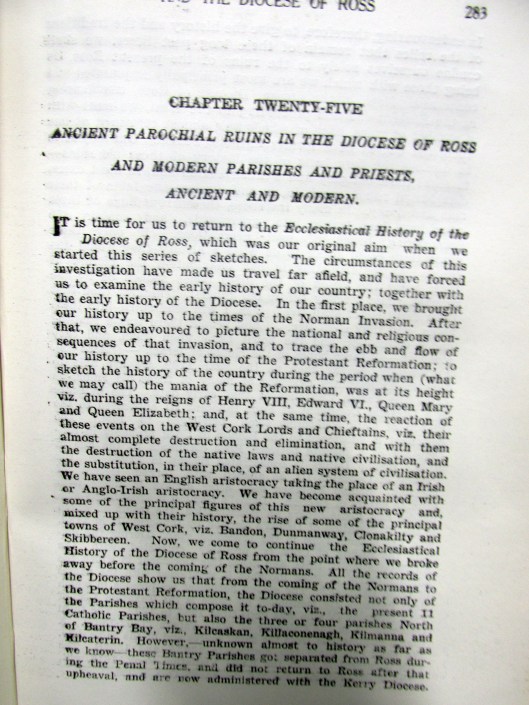 AND THE DIOCESE OF ROSS 283
CHAPTER TWENTY-FIVE
ANCIENT PAROCHIAL RUINS IN THE DIOCESE OF ROSS
AND MODERN PARISHES AND PRIESTS,
ANCIENT AND MODERN.
IT is time for us to return to the Ecclesiastical History of the
Diocese of Ross, which was our original aim when we
started this series of sketches. The circumstances of this
investigation have made us travel far afield, and have forced
us to examine the early history of our country; together with
the early history of the Diocese. In the first place, we brought
our history up to the times of the Norman Invasion. After
that, we endeavoured to picture the national and religious con-
sequences of that invasion, and to trace the ebb and flow of
our history up to the time of the Protestant Reformation; to
sketch the history of the country during the period when (what
we may call) the mania of the Reformation, was at its height
viz. during the reigns of Henry VIII, Edward VI., Queen Mary
and Queen Elizabeth; and, at the same time, the reaction of
these events on the West Cork Lords and Chieftains, viz. their
almost complete destruction and elimination, and with them
the destruction of the native laws and native civilisation, and
the substitution, in their place, of an alien system of civilisation.
We have seen an English aristocracy taking the place of an Irish
or Anglo-Irish aristocracy. We have become acquainted with
some of the principal figures of this new aristocracy and,
mixed up with their history, the rise of some of the principal
towns of West Cork, viz. Bandon, Dunmanway, Clonakilty and
Skibbereen. Now, we come to continue the Ecclesiastical
History of the Diocese of Ross from the point where we broke
away before the coming of the Normans. All the records of
the Diocese show us that from the coming of the Normans to
the Protestant Reformation, the Diocese consisted not only of
the Parishes which compose it to-day, viz., the present 11
Catholic Parishes, but also the three or four parishes North
of Bantry Bay, viz., Kilcaskan, Killaconenagh, Kilmanna and
Kilcaterin. However,—unknown almost to history as far as
we know—these Bantry Parishes got separated from Ross dur-
ing the Penal Times, and did not return to Ross after that
upheaval, and are now administered with the Kerry Diocese.